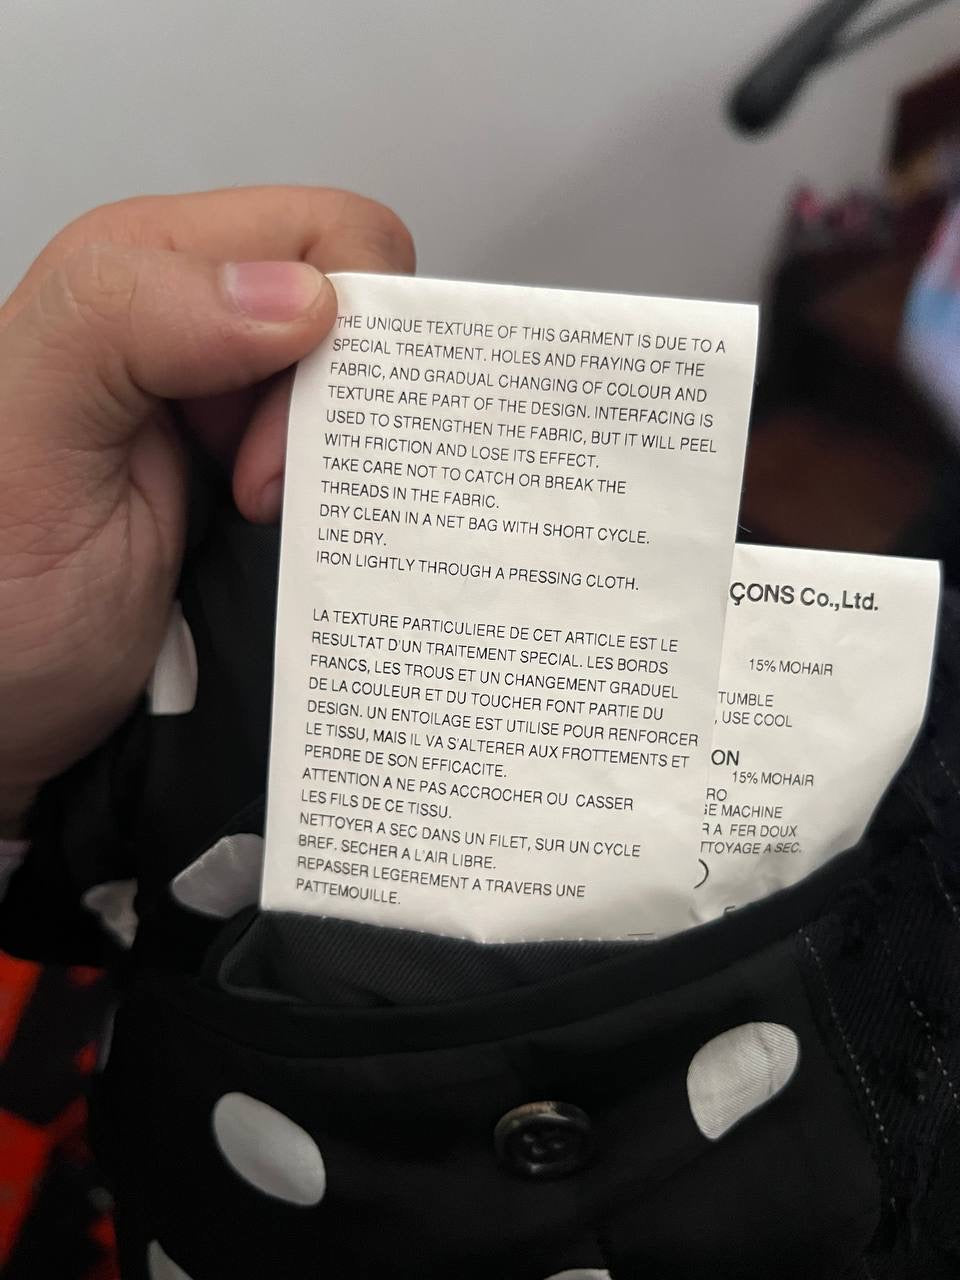 THE UNIQUE TEXTURE OF THIS GARMENT IS DUE TO A
SPECIAL TREATMENT. HOLES AND FRAYING OF THE
FABRIC, AND GRADUAL CHANGING OF COLOUR AND
TEXTURE ARE PART OF THE DESIGN. INTERFACING IS
USED TO STRENGTHEN THE FABRIC, BUT IT WILL PEEL
WITH FRICTION AND LOSE ITS EFFECT.
TAKE CARE NOT TO CATCH OR BREAK THE
THREADS IN THE FABRIC.
DRY CLEAN IN A NET BAG WITH SHORT CYCLE.
LINE DRY.
IRON LIGHTLY THROUGH A PRESSING CLOTH.
LA TEXTURE PARTICULIERE DE CET ARTICLE EST LE
RESULTAT D'UN TRAITEMENT SPECIAL. LES BORDS
FRANCS, LES TROUS ET UN CHANGEMENT GRADUEL
DE LA COULEUR ET DU TOUCHER FONT PARTIE DU
DESIGN. UN ENTOILAGE EST UTILISE POUR RENFORCER
LE TISSU, MAIS IL VA S'ALTERER AUX FROTTEMENTS ET
PERDRE DE SON EFFICACITE.
ATTENTION A NE PAS ACCROCHER OU CASSER
LES FILS DE CE TISSU.
NETTOYER A SEC DANS UN FILET, SUR UN CYCLE
BREF. SECHER A L'AIR LIBRE.
REPASSER LEGEREMENT A TRAVERS UNE
PATTEMOUILLE.
ÇONS Co.,Ltd.
15% MOHAIR
TUMBLE
, USE COOL
ON
15% MOHAIR
RO
GE MACHINE
R A FER DOUX
TTOYAGE A SEC.